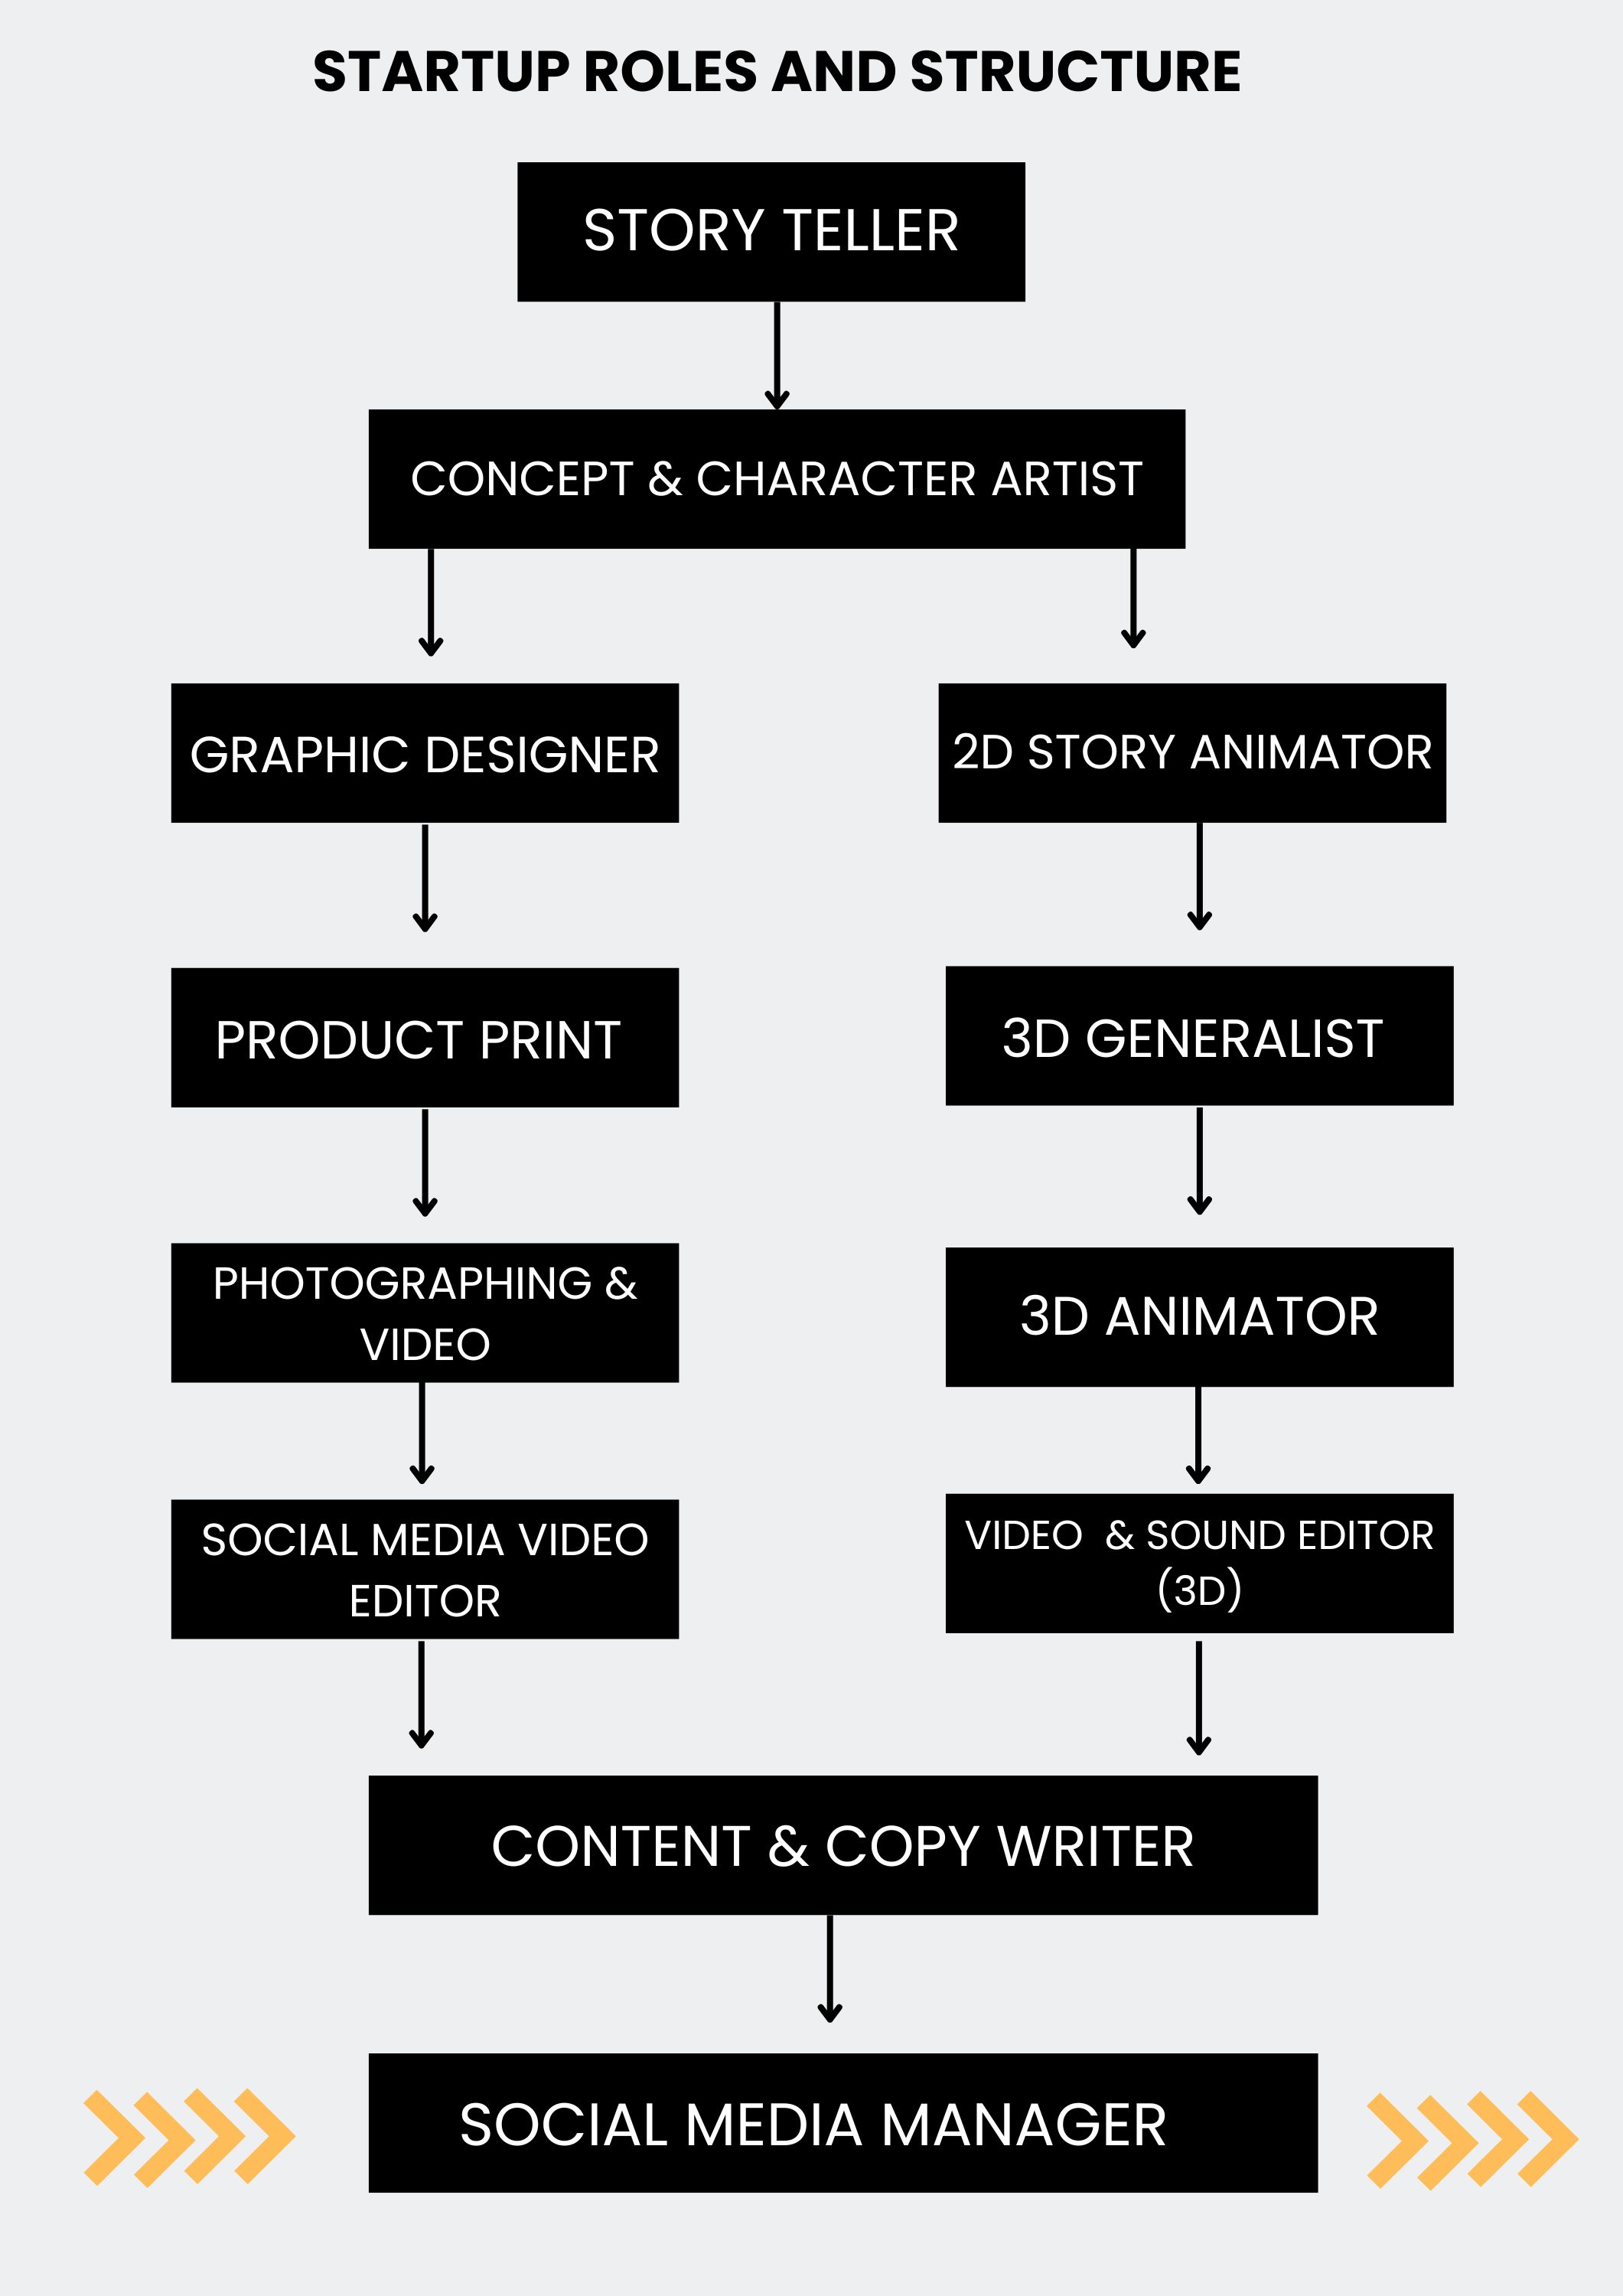 STARTUP ROLES AND STRUCTURE
STORY TELLER
CONCEPT & CHARACTER ARTIST
GRAPHIC DESIGNER
2D STORY ANIMATOR
PRODUCT PRINT
3D GENERALIST
PHOTOGRAPHING &
VIDEO
3D ANIMATOR
SOCIAL MEDIA VIDEO
EDITOR
VIDEO & SOUND EDITOR
(3D)
CONTENT & COPY WRITER
SOCIAL MEDIA MANAGER